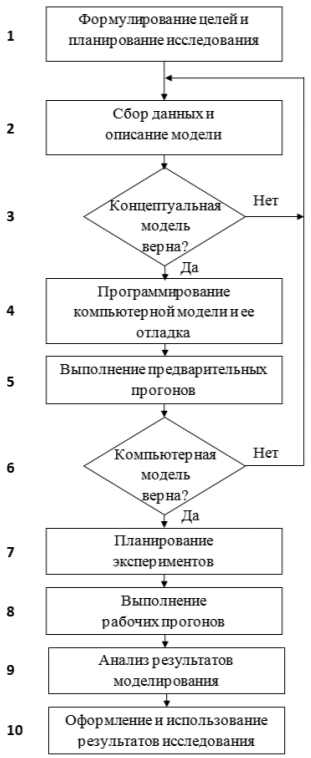 1
Формулирование целей и
планирование исследования
2
Сбор данных и
описание модели
3
Концептуальная
модель
верна?
Нет
Да
4
Программирование
компьютерной модели и ее
отладка
5
Выполнение предварительных
прогонов
6
Компьютерная
модель
верна?
Нет
Да
7
Планирование
экспериментов
8
Выполнение
рабочих прогонов
9
Анализ результатов
моделирования
10
Оформление и использование
результатов исследования